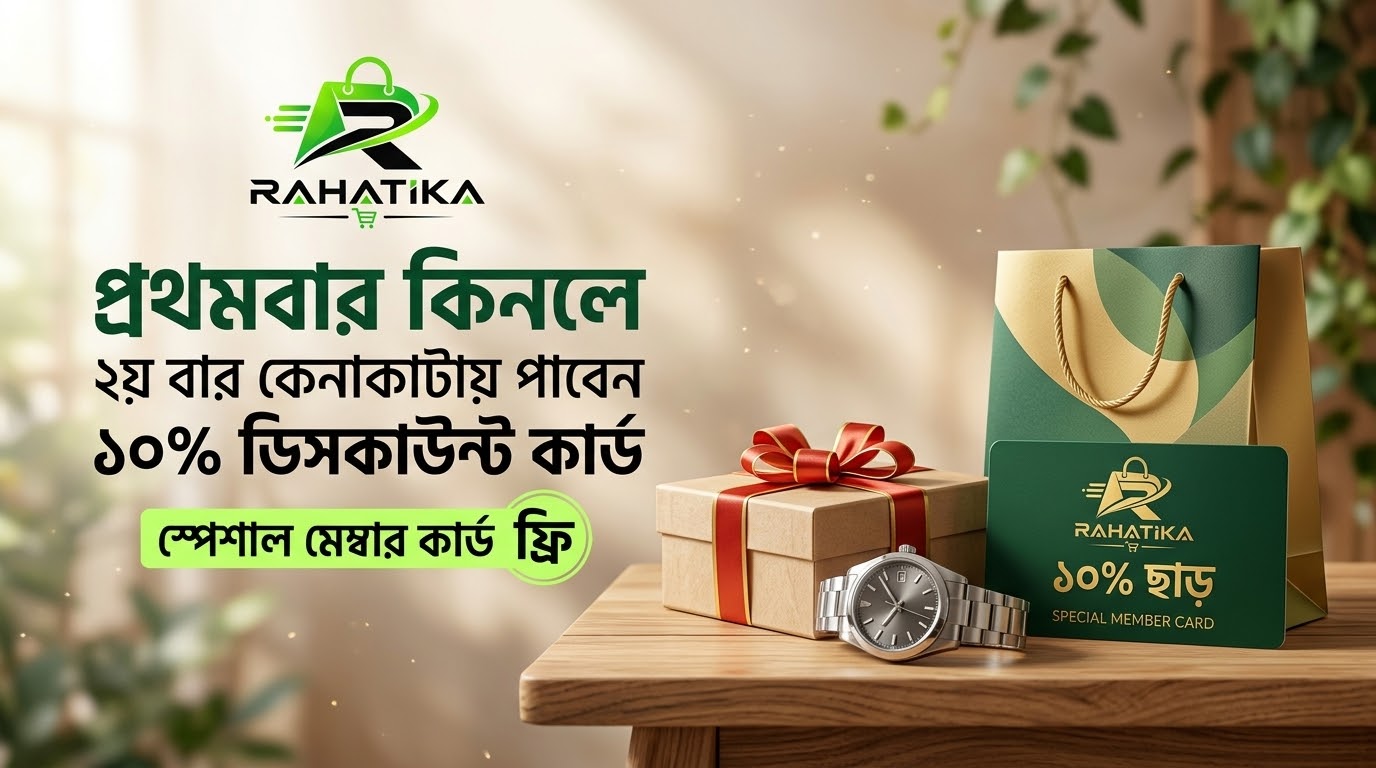 RAHATIKA
প্রথমবার কিনলে
২য় বার কেনাকাটায় পাবেন
১০% ডিসকাউন্ট কার্ড
স্পেশাল মেম্বার কার্ড ফ্রি
RAHATIKA
১০% ছাড়
SPECIAL MEMBER CARD